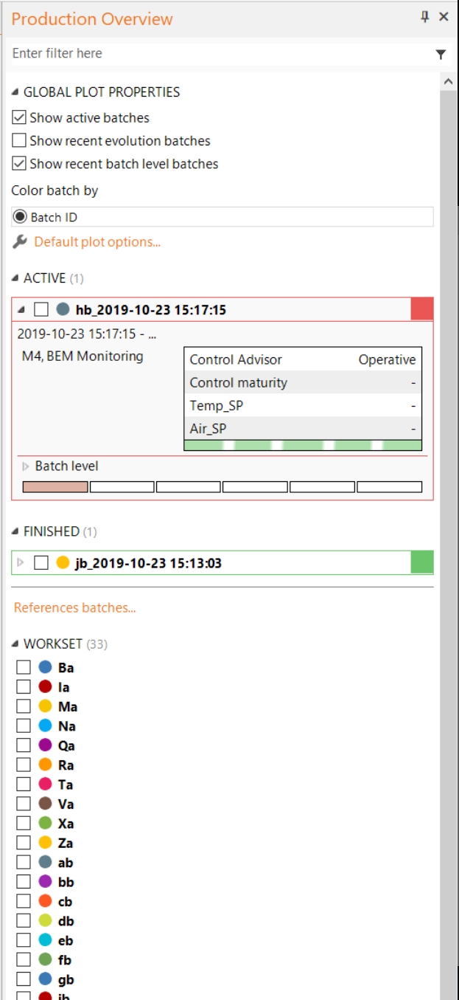 Production Overview
Enter filter here
GLOBAL PLOT PROPERTIES
Show active batches
Show recent evolution batches
Show recent batch level batches
Color batch by
Batch ID
Default plot options...
ACTIVE (1)
hb_2019-10-23 15:17:15
2019-10-23 15:17:15 - ...
M4, BEM Monitoring
Control Advisor Operative
Control maturity -
Temp_SP -
Air_SP -
Batch level
FINISHED (1)
jb_2019-10-23 15:13:03
References batches...
WORKSET (33)
Ba
Ia
Ma
Na
Qa
Ra
Ta
Va
Xa
Za
ab
bb
cb
db
eb
fb
gb